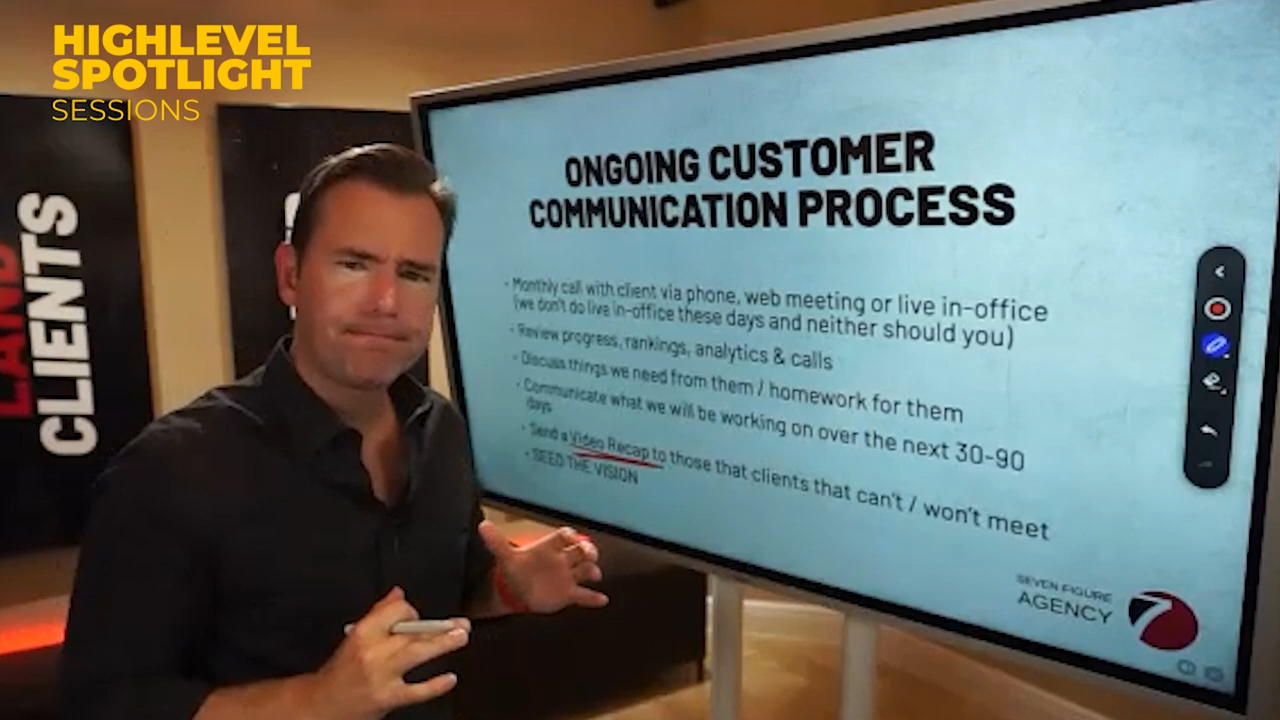 HIGHLEVEL
SPOTLIGHT
SESSIONS
LAND
CLIENTS
ONGOING CUSTOMER
COMMUNICATION PROCESS
• Monthly call with client via phone, web meeting or live in-office
(we don't do live in-office these days and neither should you)
• Review progress, rankings, analytics & calls
• Discuss things we need from them / homework for them
• Communicate what we will be working on over the next 30-90
days
• Send a Video Recap to those that clients that can't / won't meet
• SEED THE VISION
SEVEN FIGURE
AGENCY
7